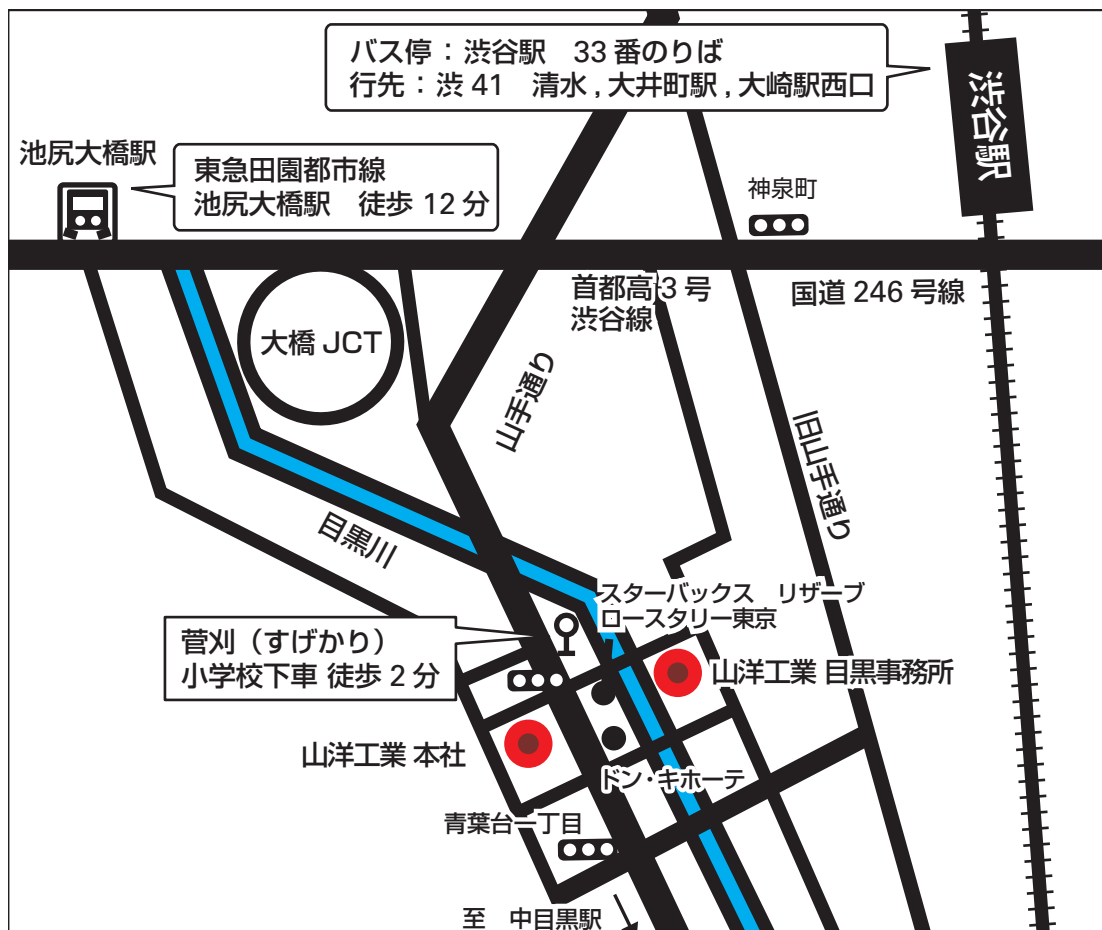 バス停：渋谷駅　33 番のりば
行先：渋 41　清水 , 大井町駅 , 大崎駅西口
渋谷駅
池尻大橋駅
東急田園都市線
池尻大橋駅　徒歩 12 分
神泉町
首都高 3 号
渋谷線
国道 246 号線
大橋 JCT
山手通り
旧山手通り
目黒川
スターバックス　リザーブ
ロースタリー東京
菅刈（すげかり）
小学校下車 徒歩 2 分
山洋工業 目黒事務所
山洋工業 本社
ドン・キホーテ
青葉台一丁目
至　中目黒駅